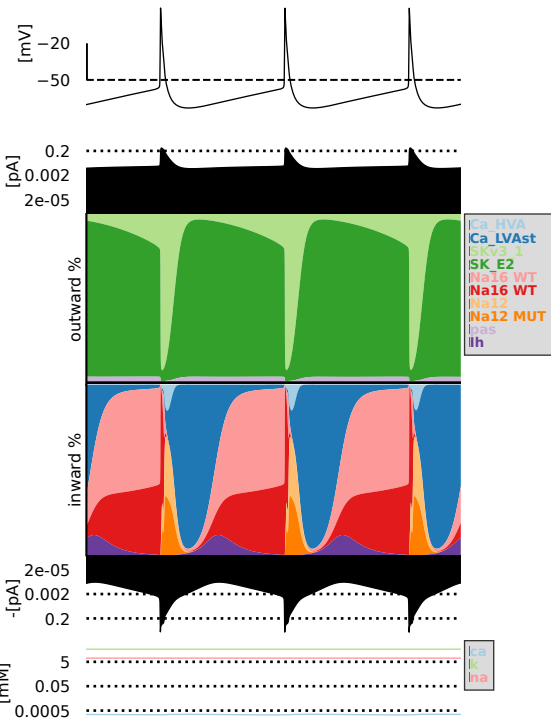 [mV]
−20
−50
[pA]
0.2
0.002
2e-05
outward %
Ca_HVA
Ca_LVAst
SKv3_1
SK_E2
Na16 WT
Na16 WT
Na12
Na12 MUT
pas
Ih
inward %
-[pA]
2e-05
0.002
0.2
[mM]
5
0.05
0.0005
ca
k
na